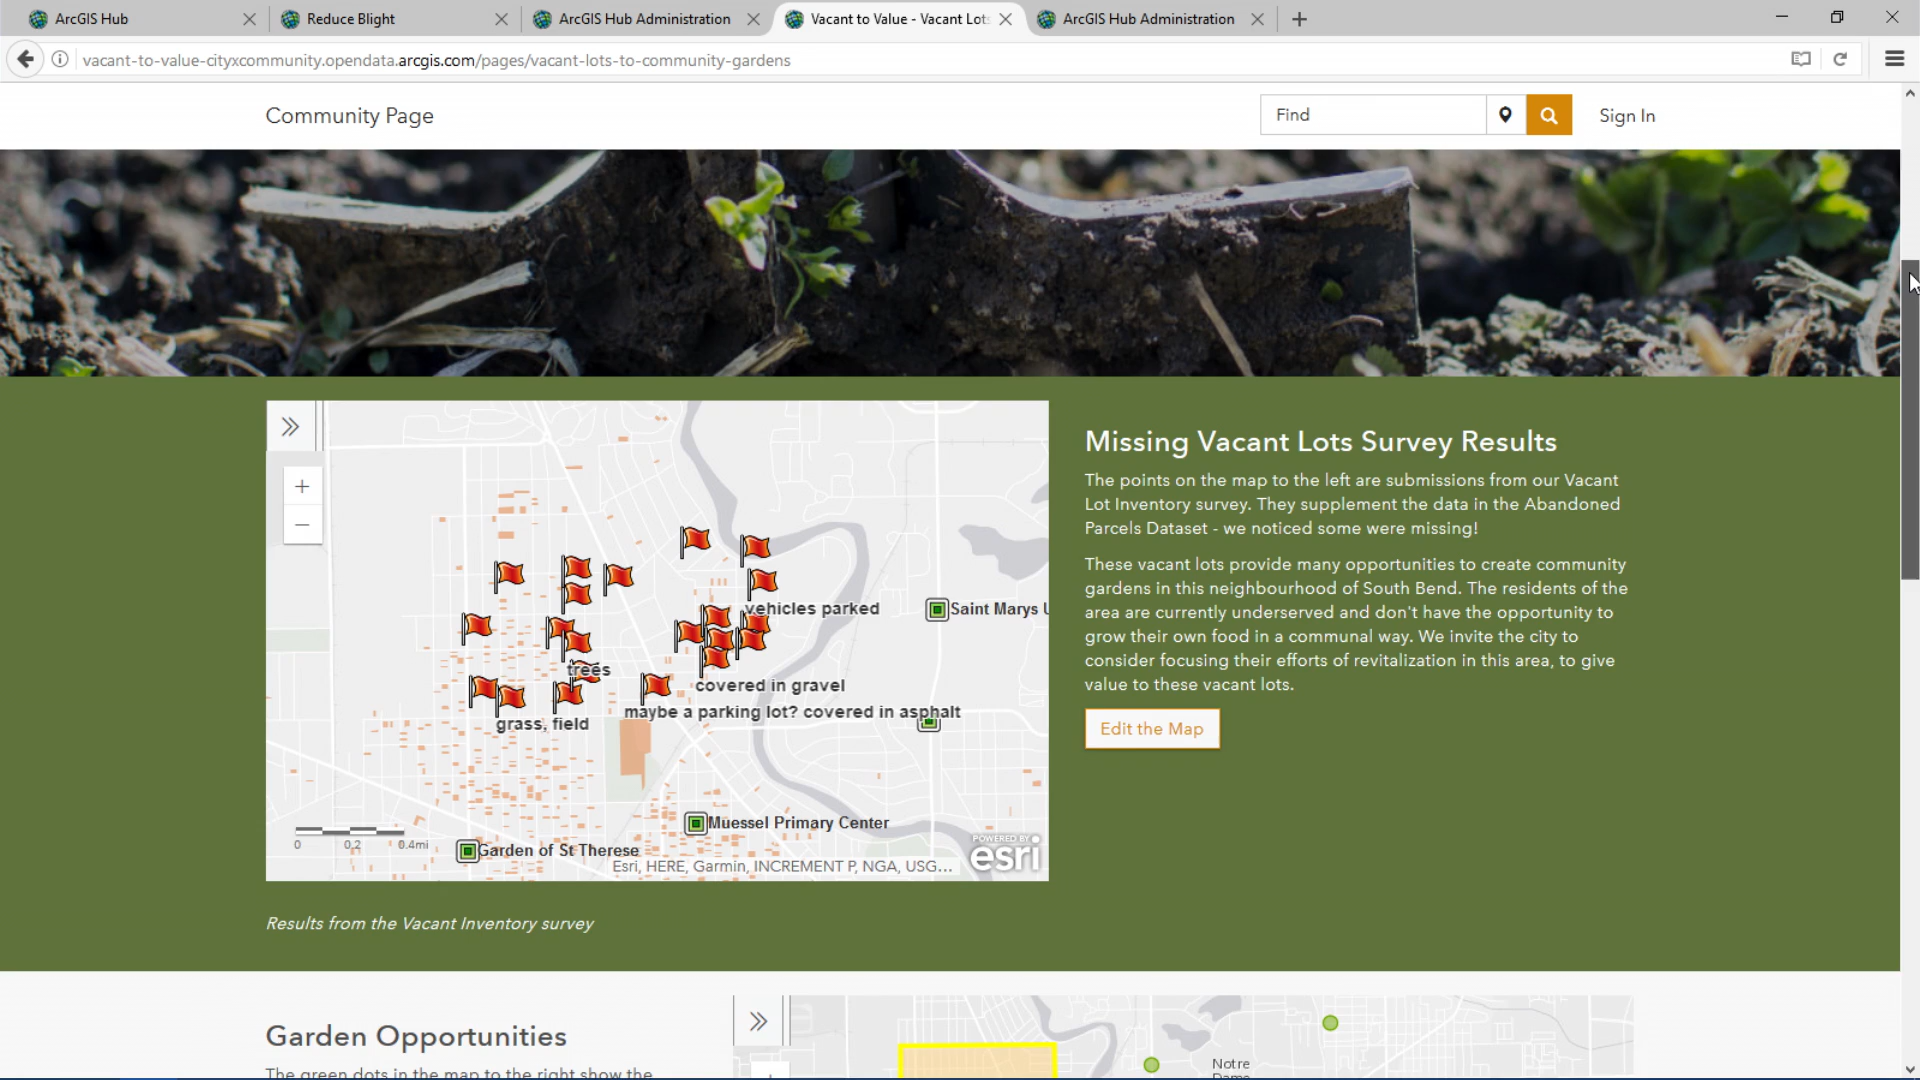 ArcGIS Hub
Reduce Blight
ArcGIS Hub Administration
Vacant to Value - Vacant Lots
ArcGIS Hub Administration
vacant-to-value-cityxcommunity.opendata.arcgis.com/pages/vacant-lots-to-community-gardens
Community Page
Find
Sign In
Missing Vacant Lots Survey Results
The points on the map to the left are submissions from our Vacant
Lot Inventory survey. They supplement the data in the Abandoned
Parcels Dataset - we noticed some were missing!
These vacant lots provide many opportunities to create community
gardens in this neighbourhood of South Bend. The residents of the
area are currently underserved and don't have the opportunity to
grow their own food in a communal way. We invite the city to
consider focusing their efforts of revitalization in this area, to give
value to these vacant lots.
Edit the Map
vehicles parked
Saint Marys
trees
covered in gravel
maybe a parking lot? covered in asphalt
grass, field
Muessel Primary Center
0 0.2 0.4mi
Garden of St Therese
POWERED BY
esri
Esri, HERE, Garmin, INCREMENT P, NGA, USG...
Results from the Vacant Inventory survey
Garden Opportunities
The green dots in the map to the right show the
Notre
Dame